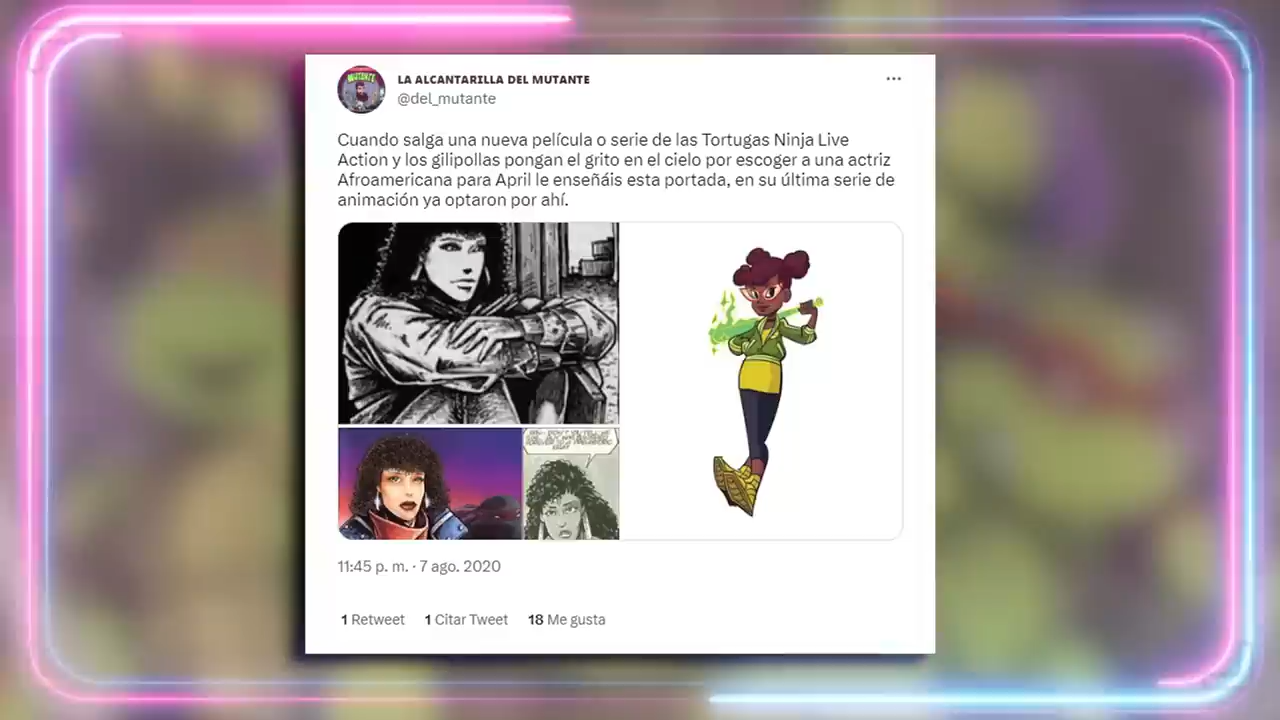 MUTANTE
LA ALCANTARILLA DEL MUTANTE
@del_mutante
Cuando salga una nueva película o serie de las Tortugas Ninja Live
Action y los gilipollas pongan el grito en el cielo por escoger a una actriz
Afroamericana para April le enseñáis esta portada, en su última serie de
animación ya optaron por ahí.
11:45 p. m. · 7 ago. 2020
1 Retweet 1 Citar Tweet 18 Me gusta